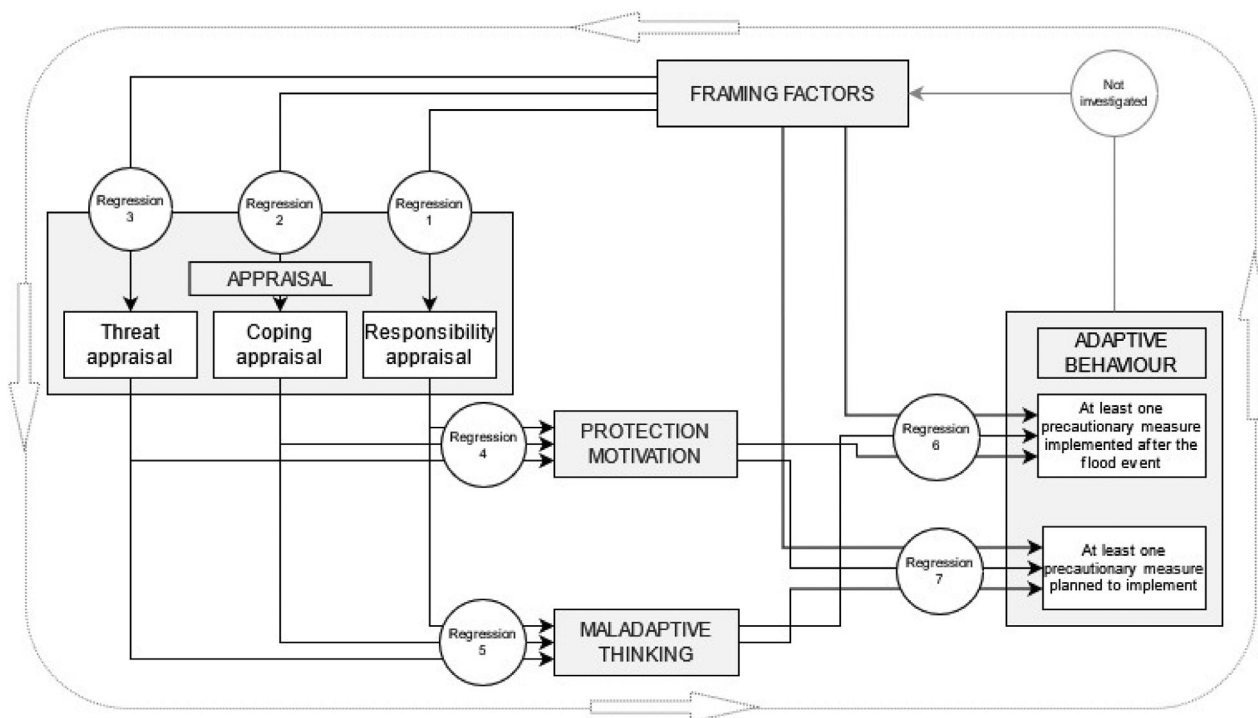 FRAMING FACTORS
Not
investigated
Regression
3
Regression
2
Regression
1
APPRAISAL
Threat
appraisal
Coping
appraisal
Responsibility
appraisal
ADAPTIVE
BEHAVIOUR
At least one
precautionary measure
implemented after the
flood event
Regression
4
PROTECTION
MOTIVATION
Regression
6
At least one
precautionary measure
planned to implement
Regression
7
Regression
5
MALADAPTIVE
THINKING